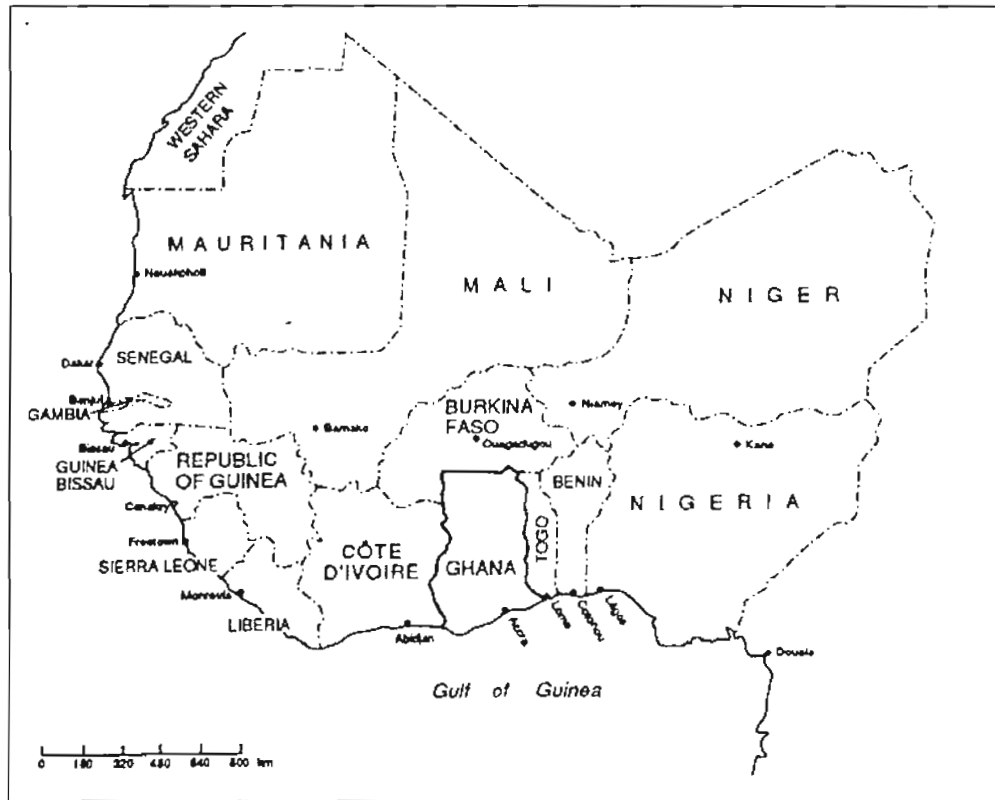 WESTERN
SAHARA
MAURITANIA
MALI
NIGER
SENEGAL
Dakar
Banjul
GAMBIA
BURKINA
FASO
Niamey
Ouagadugou
Bamako
Kano
Bissau
GUINEA
BISSAU
REPUBLIC
OF GUINEA
BENIN
NIGERIA
Conakry
TOGO
Freetown
CÔTE
D'IVOIRE
GHANA
SIERRA LEONE
Monrovia
LIBERIA
Abidjan
Accra
Lome
Cotonou
Lagos
Douala
Gulf of Guinea
0 160 320 480 640 800 km